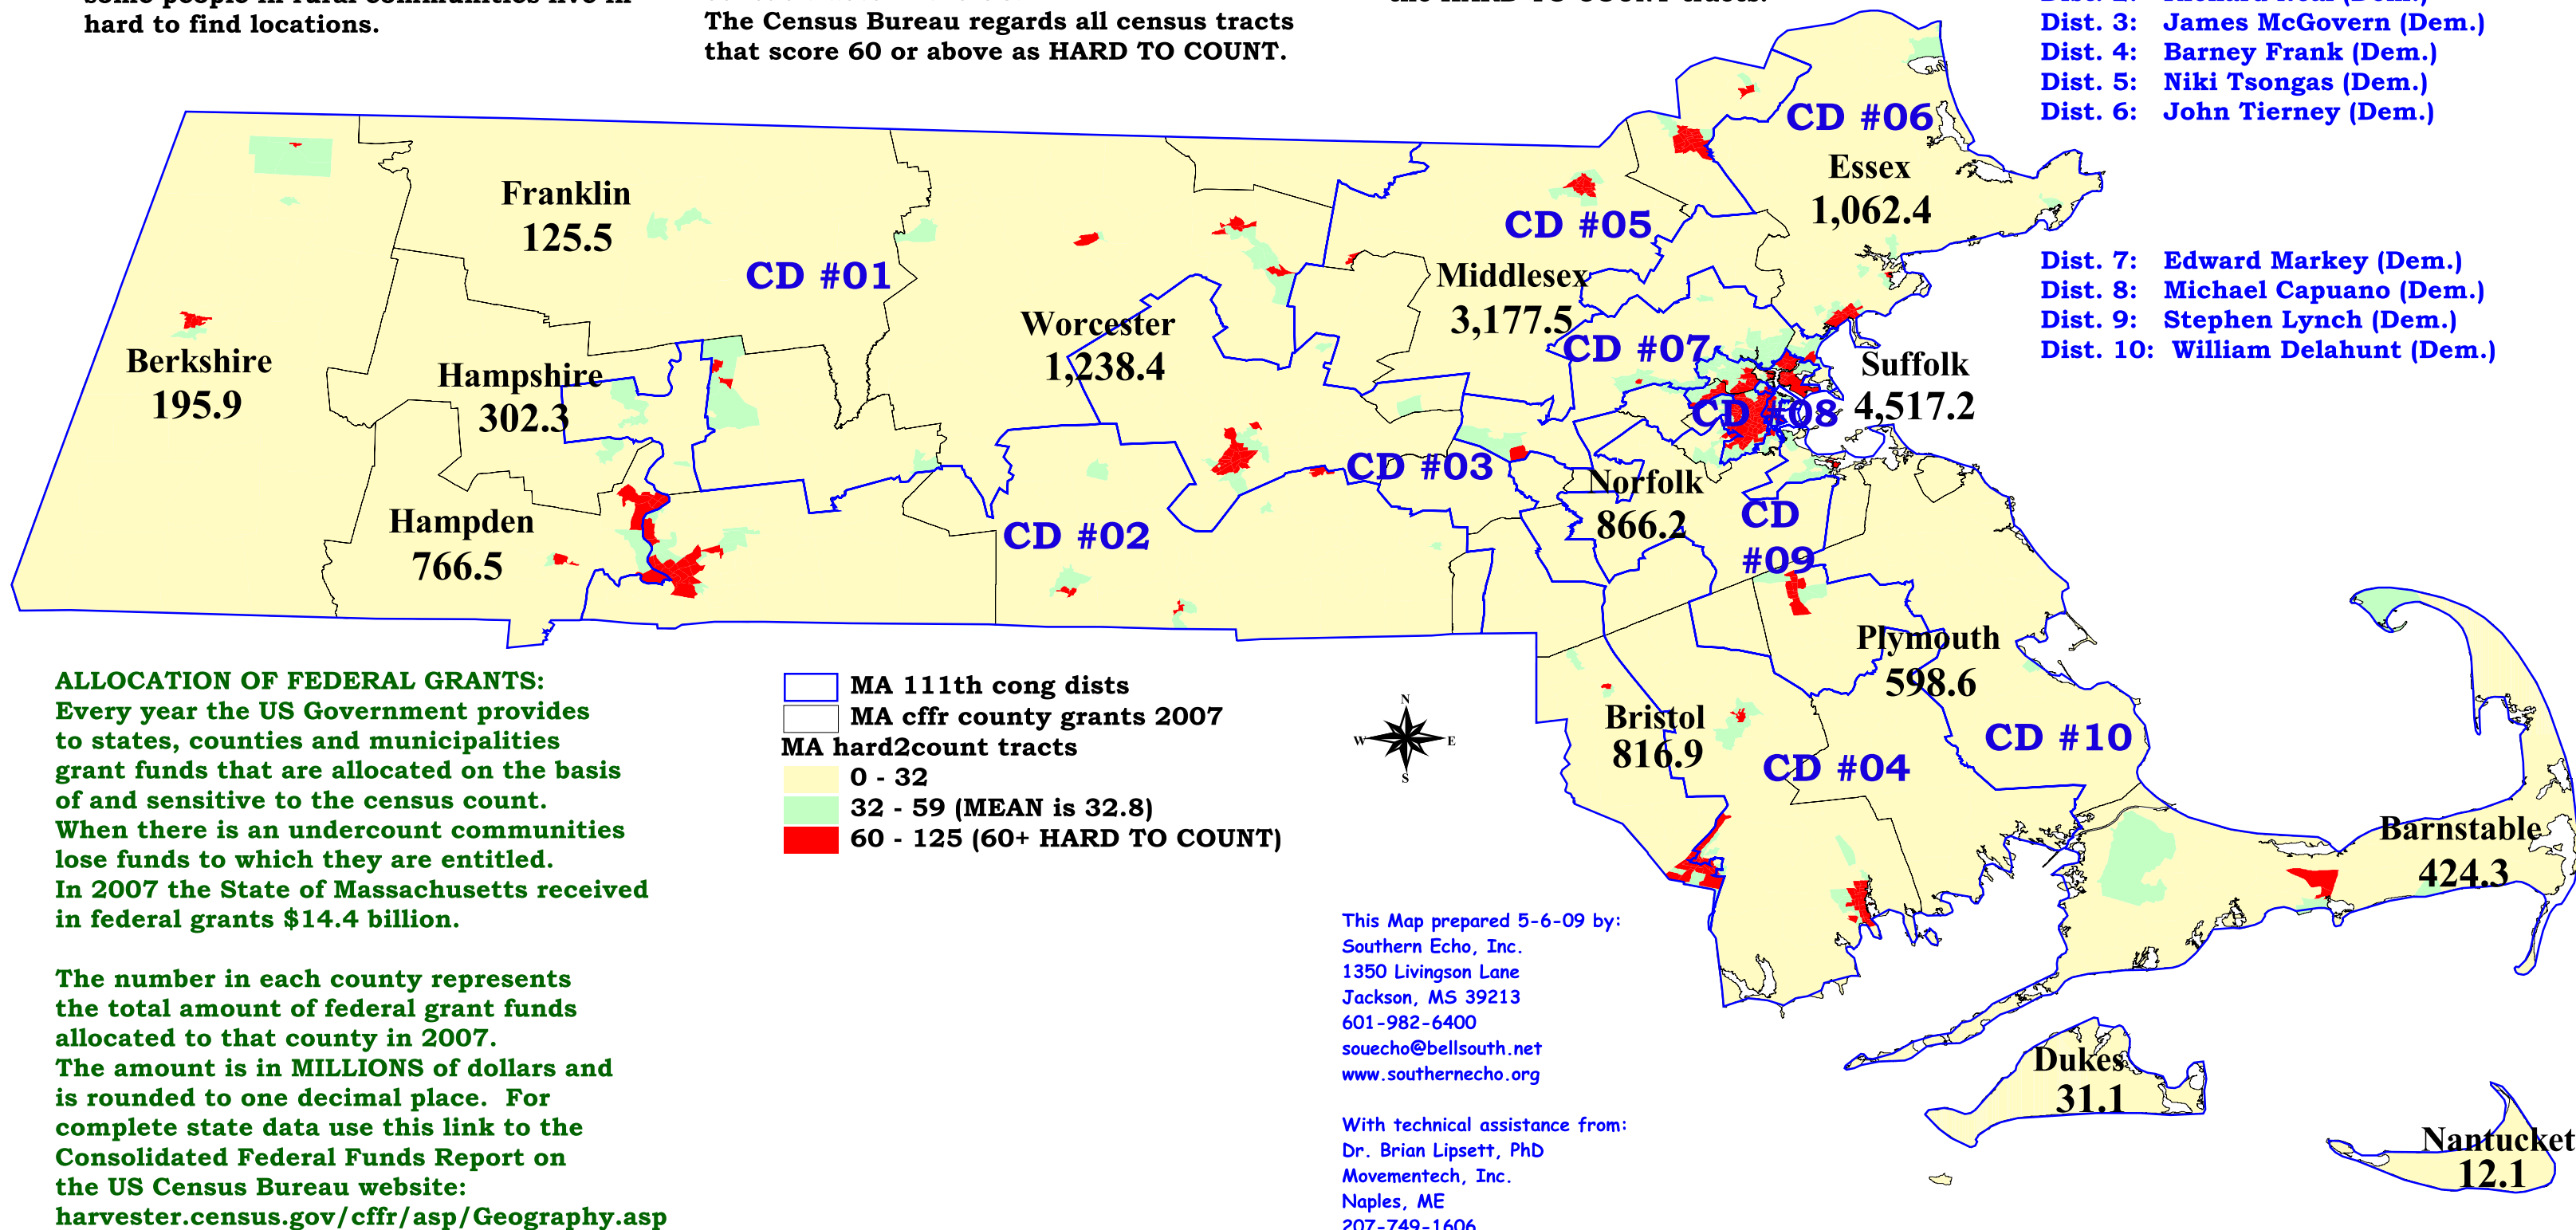 hard to find locations.
The Census Bureau regards all census tracts
that score 60 or above as HARD TO COUNT.
Dist. 3: James McGovern (Dem.)
Dist. 4: Barney Frank (Dem.)
Dist. 5: Niki Tsongas (Dem.)
Dist. 6: John Tierney (Dem.)
Dist. 7: Edward Markey (Dem.)
Dist. 8: Michael Capuano (Dem.)
Dist. 9: Stephen Lynch (Dem.)
Dist. 10: William Delahunt (Dem.)
CD #06
Essex
1,062.4
Franklin
125.5
CD #01
CD #05
Middlesex
3,177.5
Worcester
1,238.4
CD #07
Berkshire
195.9
Hampshire
302.3
Suffolk
4,517.2
CD #08
CD #03
Norfolk
866.2
Hampden
766.5
CD #02
CD
#09
Plymouth
598.6
Bristol
816.9
CD #04
CD #10
Barnstable
424.3
Dukes
31.1
Nantucket
12.1
ALLOCATION OF FEDERAL GRANTS:
Every year the US Government provides
to states, counties and municipalities
grant funds that are allocated on the basis
of and sensitive to the census count.
When there is an undercount communities
lose funds to which they are entitled.
In 2007 the State of Massachusetts received
in federal grants $14.4 billion.
The number in each county represents
the total amount of federal grant funds
allocated to that county in 2007.
The amount is in MILLIONS of dollars and
is rounded to one decimal place. For
complete state data use this link to the
Consolidated Federal Funds Report on
the US Census Bureau website:
harvester.census.gov/cffr/asp/Geography.asp
MA 111th cong dists
MA cffr county grants 2007
MA hard2count tracts
0 - 32
32 - 59 (MEAN is 32.8)
60 - 125 (60+ HARD TO COUNT)
N
W E
S
This Map prepared 5-6-09 by:
Southern Echo, Inc.
1350 Livingson Lane
Jackson, MS 39213
601-982-6400
souecho@bellsouth.net
www.southernecho.org
With technical assistance from:
Dr. Brian Lipsett, PhD
Movementech, Inc.
Naples, ME
207-749-1606